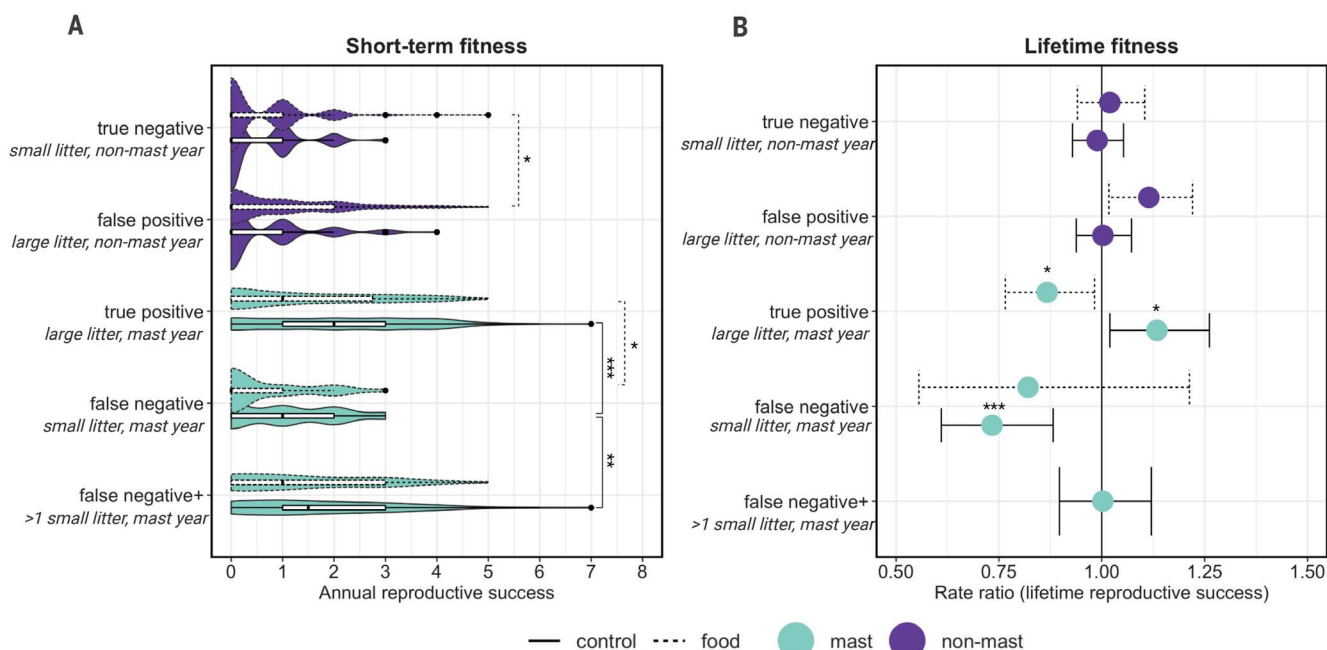 A
Short-term fitness
true negative
small litter, non-mast year
*
false positive
large litter, non-mast year
true positive
large litter, mast year
*
***
false negative
small litter, mast year
**
false negative+
>1 small litter, mast year
0 1 2 3 4 5 6 7 8
Annual reproductive success
B
Lifetime fitness
true negative
small litter, non-mast year
false positive
large litter, non-mast year
*
true positive
large litter, mast year
*
false negative
small litter, mast year
***
false negative+
>1 small litter, mast year
0.50 0.75 1.00 1.25 1.50
Rate ratio (lifetime reproductive success)
control food mast non-mast